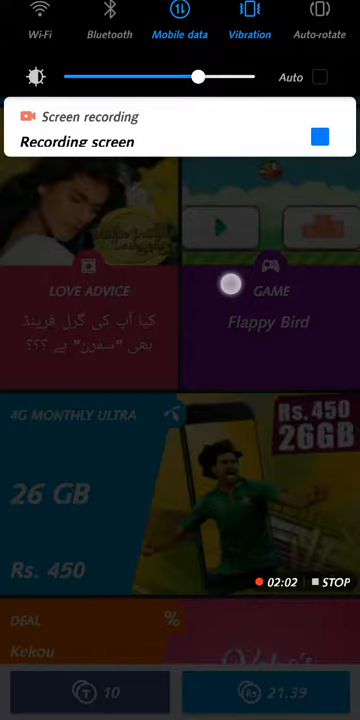 Wi-Fi
Bluetooth
Mobile data
Vibration
Auto-rotate
Auto
Screen recording
Recording screen
LOVE ADVICE
کیا آپ کی گرل فرینڈ
بھی "سمرن" ہے ؟؟؟
GAME
Flappy Bird
4G MONTHLY ULTRA
Rs. 450
26GB
26 GB
Rs. 450
02:02
STOP
DEAL
%
Kekou
T 10
Rs 21.39